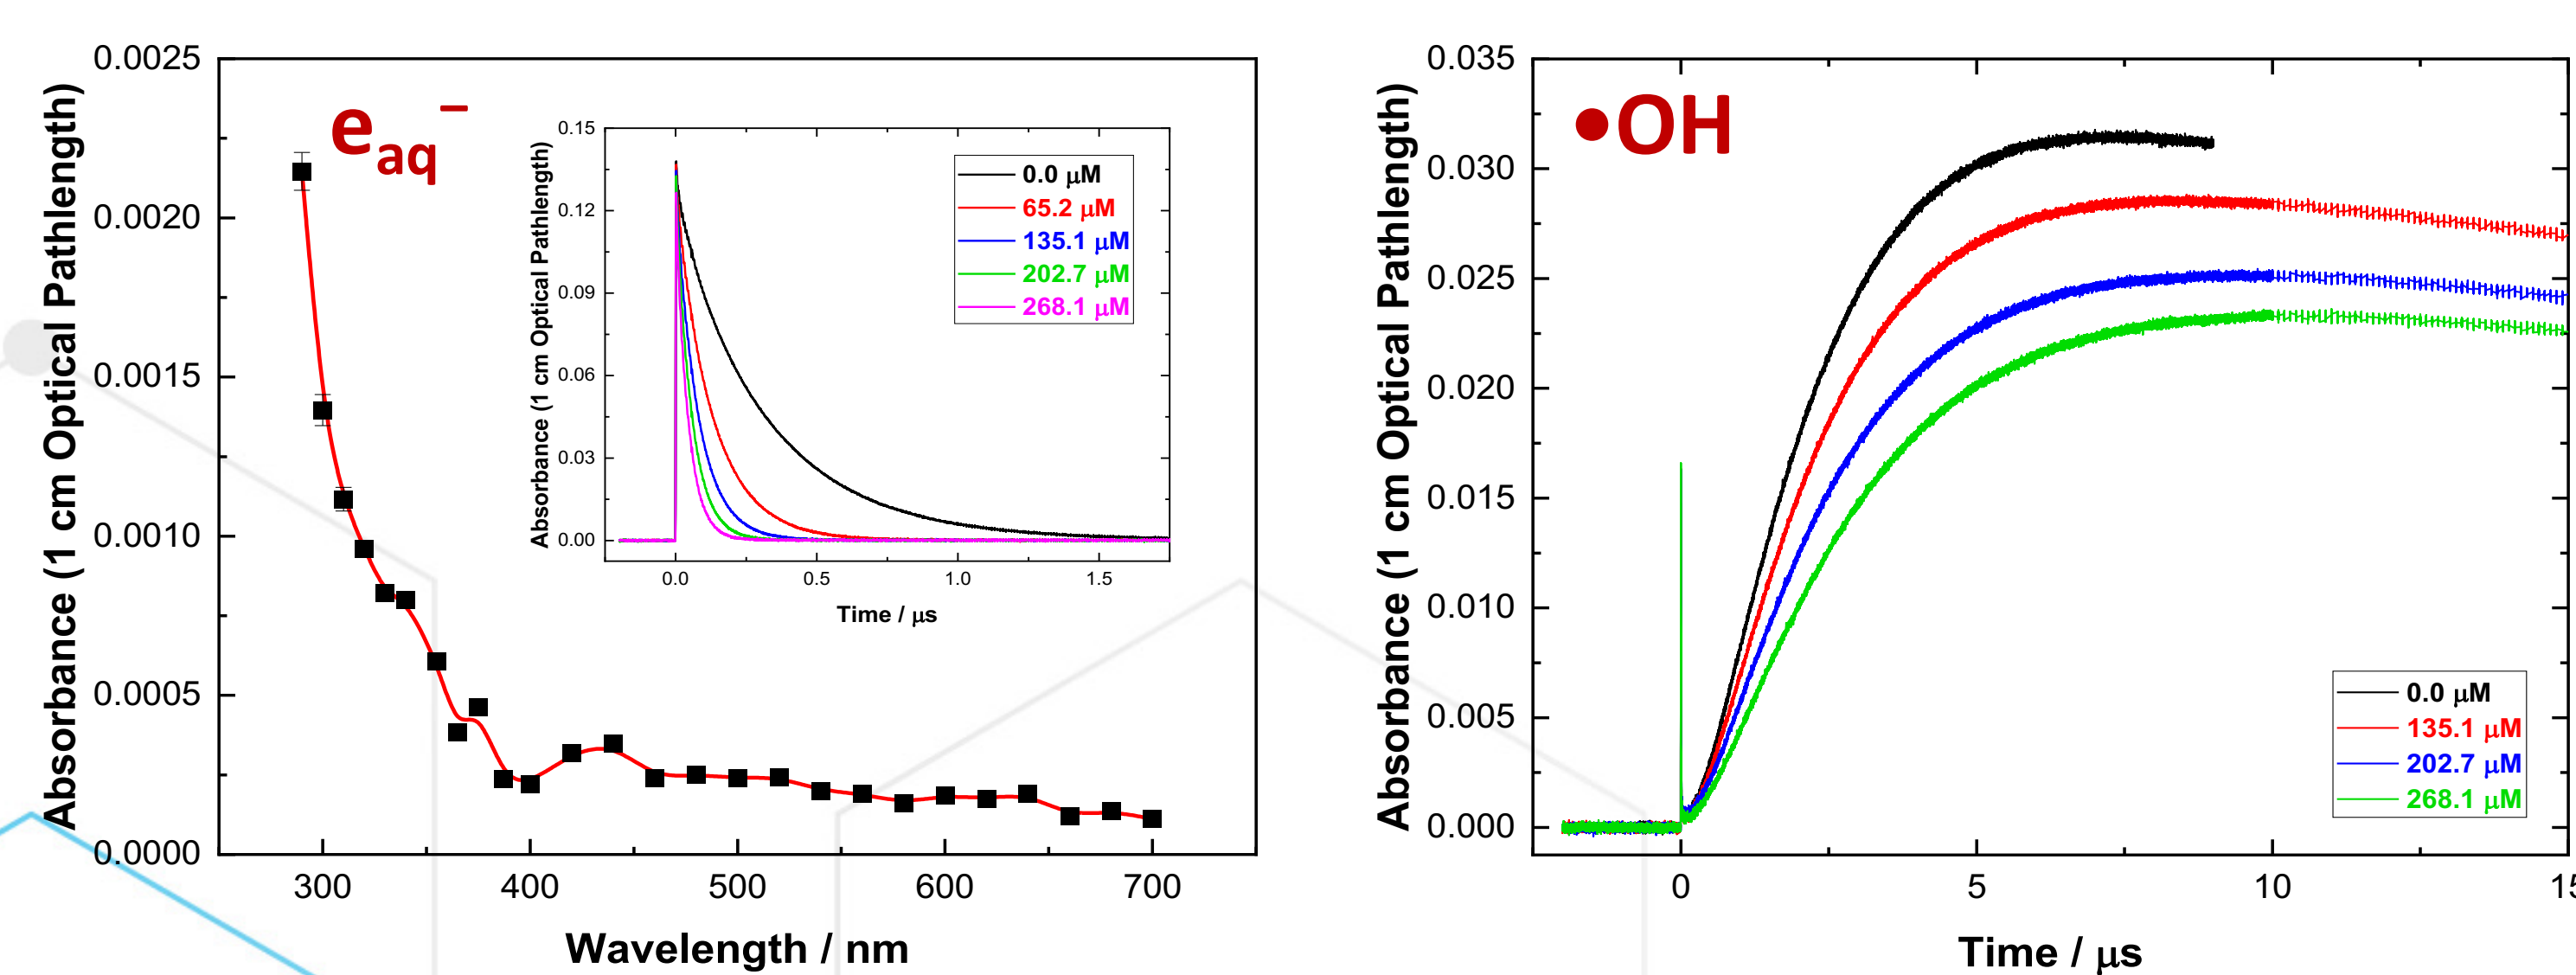 e aq −
Absorbance (1 cm Optical Pathlength)
0.0025
0.0020
0.0015
0.0010
0.0005
0.0000
300 400 500 600 700
Wavelength / nm
Absorbance (1 cm Optical Pathlength)
0.15
0.12
0.09
0.06
0.03
0.00
0.0 0.5 1.0 1.5
Time / μs
0.0 μM
65.2 μM
135.1 μM
202.7 μM
268.1 μM
•OH
Absorbance (1 cm Optical Pathlength)
0.035
0.030
0.025
0.020
0.015
0.010
0.005
0.000
0 5 10 15
Time / μs
0.0 μM
135.1 μM
202.7 μM
268.1 μM